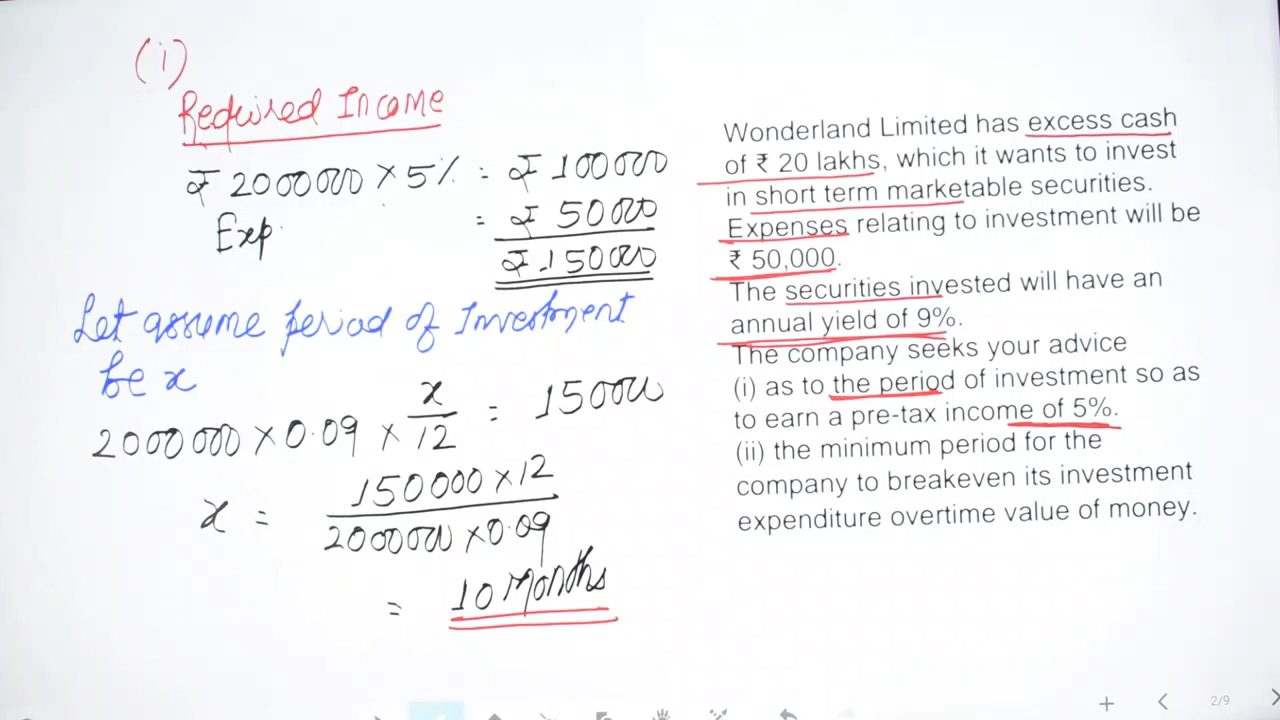 (i)
Required Income
₹ 2000000 × 5% = ₹ 100000
Exp. = ₹ 50000
₹ 150000
Let assume period of Investment
be x
2000000 × 0.09 × x/12 = 150000
x = 150000 × 12 / 2000000 × 0.09
= 10 Months
Wonderland Limited has excess cash
of ₹ 20 lakhs, which it wants to invest
in short term marketable securities.
Expenses relating to investment will be
₹ 50,000.
The securities invested will have an
annual yield of 9%.
The company seeks your advice
(i) as to the period of investment so as
to earn a pre-tax income of 5%.
(ii) the minimum period for the
company to breakeven its investment
expenditure overtime value of money.
2/9